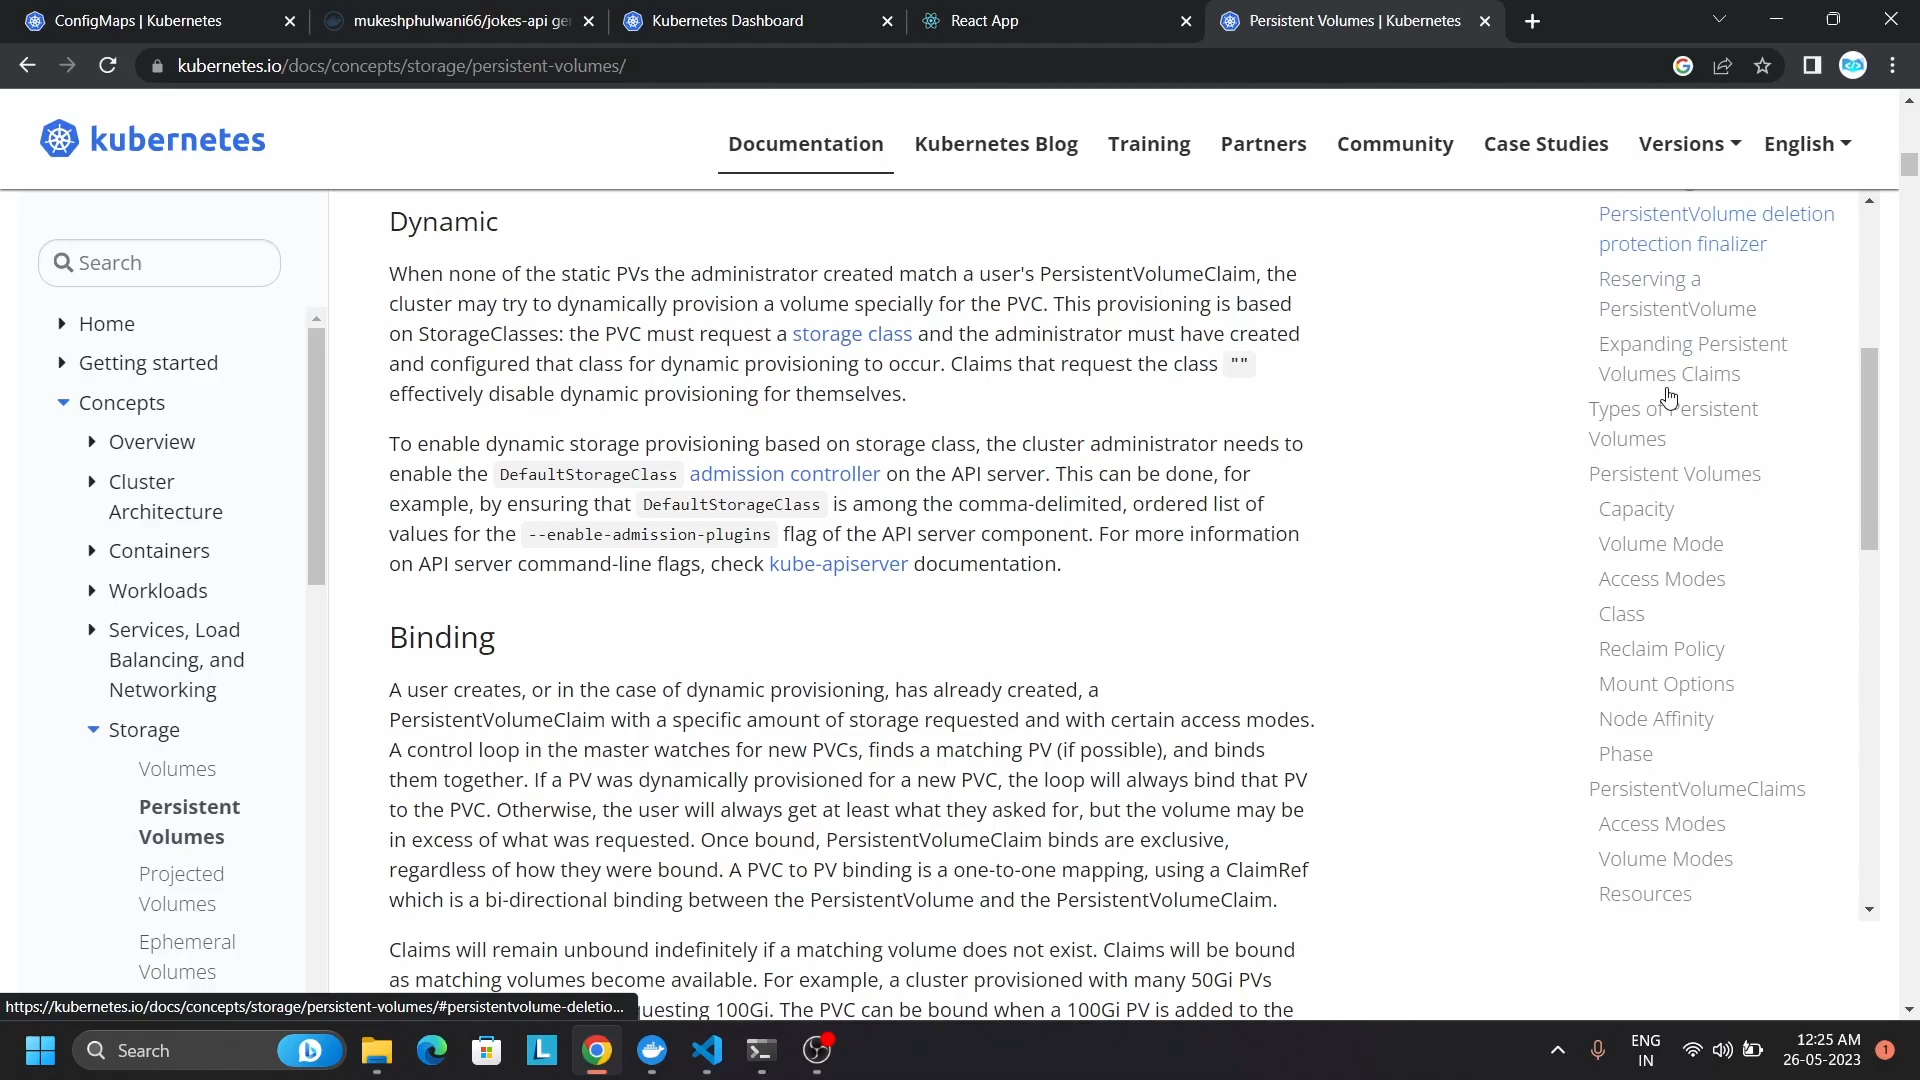 ConfigMaps | Kubernetes
mukeshphulwani66/jokes-api ge
Kubernetes Dashboard
React App
Persistent Volumes | Kubernetes
kubernetes.io/docs/concepts/storage/persistent-volumes/
kubernetes
Documentation
Kubernetes Blog
Training
Partners
Community
Case Studies
Versions
English
Search
Home
Getting started
Concepts
Overview
Cluster
Architecture
Containers
Workloads
Services, Load
Balancing, and
Networking
Storage
Volumes
Persistent
Volumes
Projected
Volumes
Ephemeral
Volumes
Dynamic
When none of the static PVs the administrator created match a user's PersistentVolumeClaim, the
cluster may try to dynamically provision a volume specially for the PVC. This provisioning is based
on StorageClasses: the PVC must request a storage class and the administrator must have created
and configured that class for dynamic provisioning to occur. Claims that request the class ""
effectively disable dynamic provisioning for themselves.
To enable dynamic storage provisioning based on storage class, the cluster administrator needs to
enable the DefaultStorageClass admission controller on the API server. This can be done, for
example, by ensuring that DefaultStorageClass is among the comma-delimited, ordered list of
values for the --enable-admission-plugins flag of the API server component. For more information
on API server command-line flags, check kube-apiserver documentation.
Binding
A user creates, or in the case of dynamic provisioning, has already created, a
PersistentVolumeClaim with a specific amount of storage requested and with certain access modes.
A control loop in the master watches for new PVCs, finds a matching PV (if possible), and binds
them together. If a PV was dynamically provisioned for a new PVC, the loop will always bind that PV
to the PVC. Otherwise, the user will always get at least what they asked for, but the volume may be
in excess of what was requested. Once bound, PersistentVolumeClaim binds are exclusive,
regardless of how they were bound. A PVC to PV binding is a one-to-one mapping, using a ClaimRef
which is a bi-directional binding between the PersistentVolume and the PersistentVolumeClaim.
Claims will remain unbound indefinitely if a matching volume does not exist. Claims will be bound
as matching volumes become available. For example, a cluster provisioned with many 50Gi PVs
uesting 100Gi. The PVC can be bound when a 100Gi PV is added to the
PersistentVolume deletion
protection finalizer
Reserving a
PersistentVolume
Expanding Persistent
Volumes Claims
Types of Persistent
Volumes
Persistent Volumes
Capacity
Volume Mode
Access Modes
Class
Reclaim Policy
Mount Options
Node Affinity
Phase
PersistentVolumeClaims
Access Modes
Volume Modes
Resources
https://kubernetes.io/docs/concepts/storage/persistent-volumes/#persistentvolume-deletio...
Search
ENG
IN
12:25 AM
26-05-2023
1